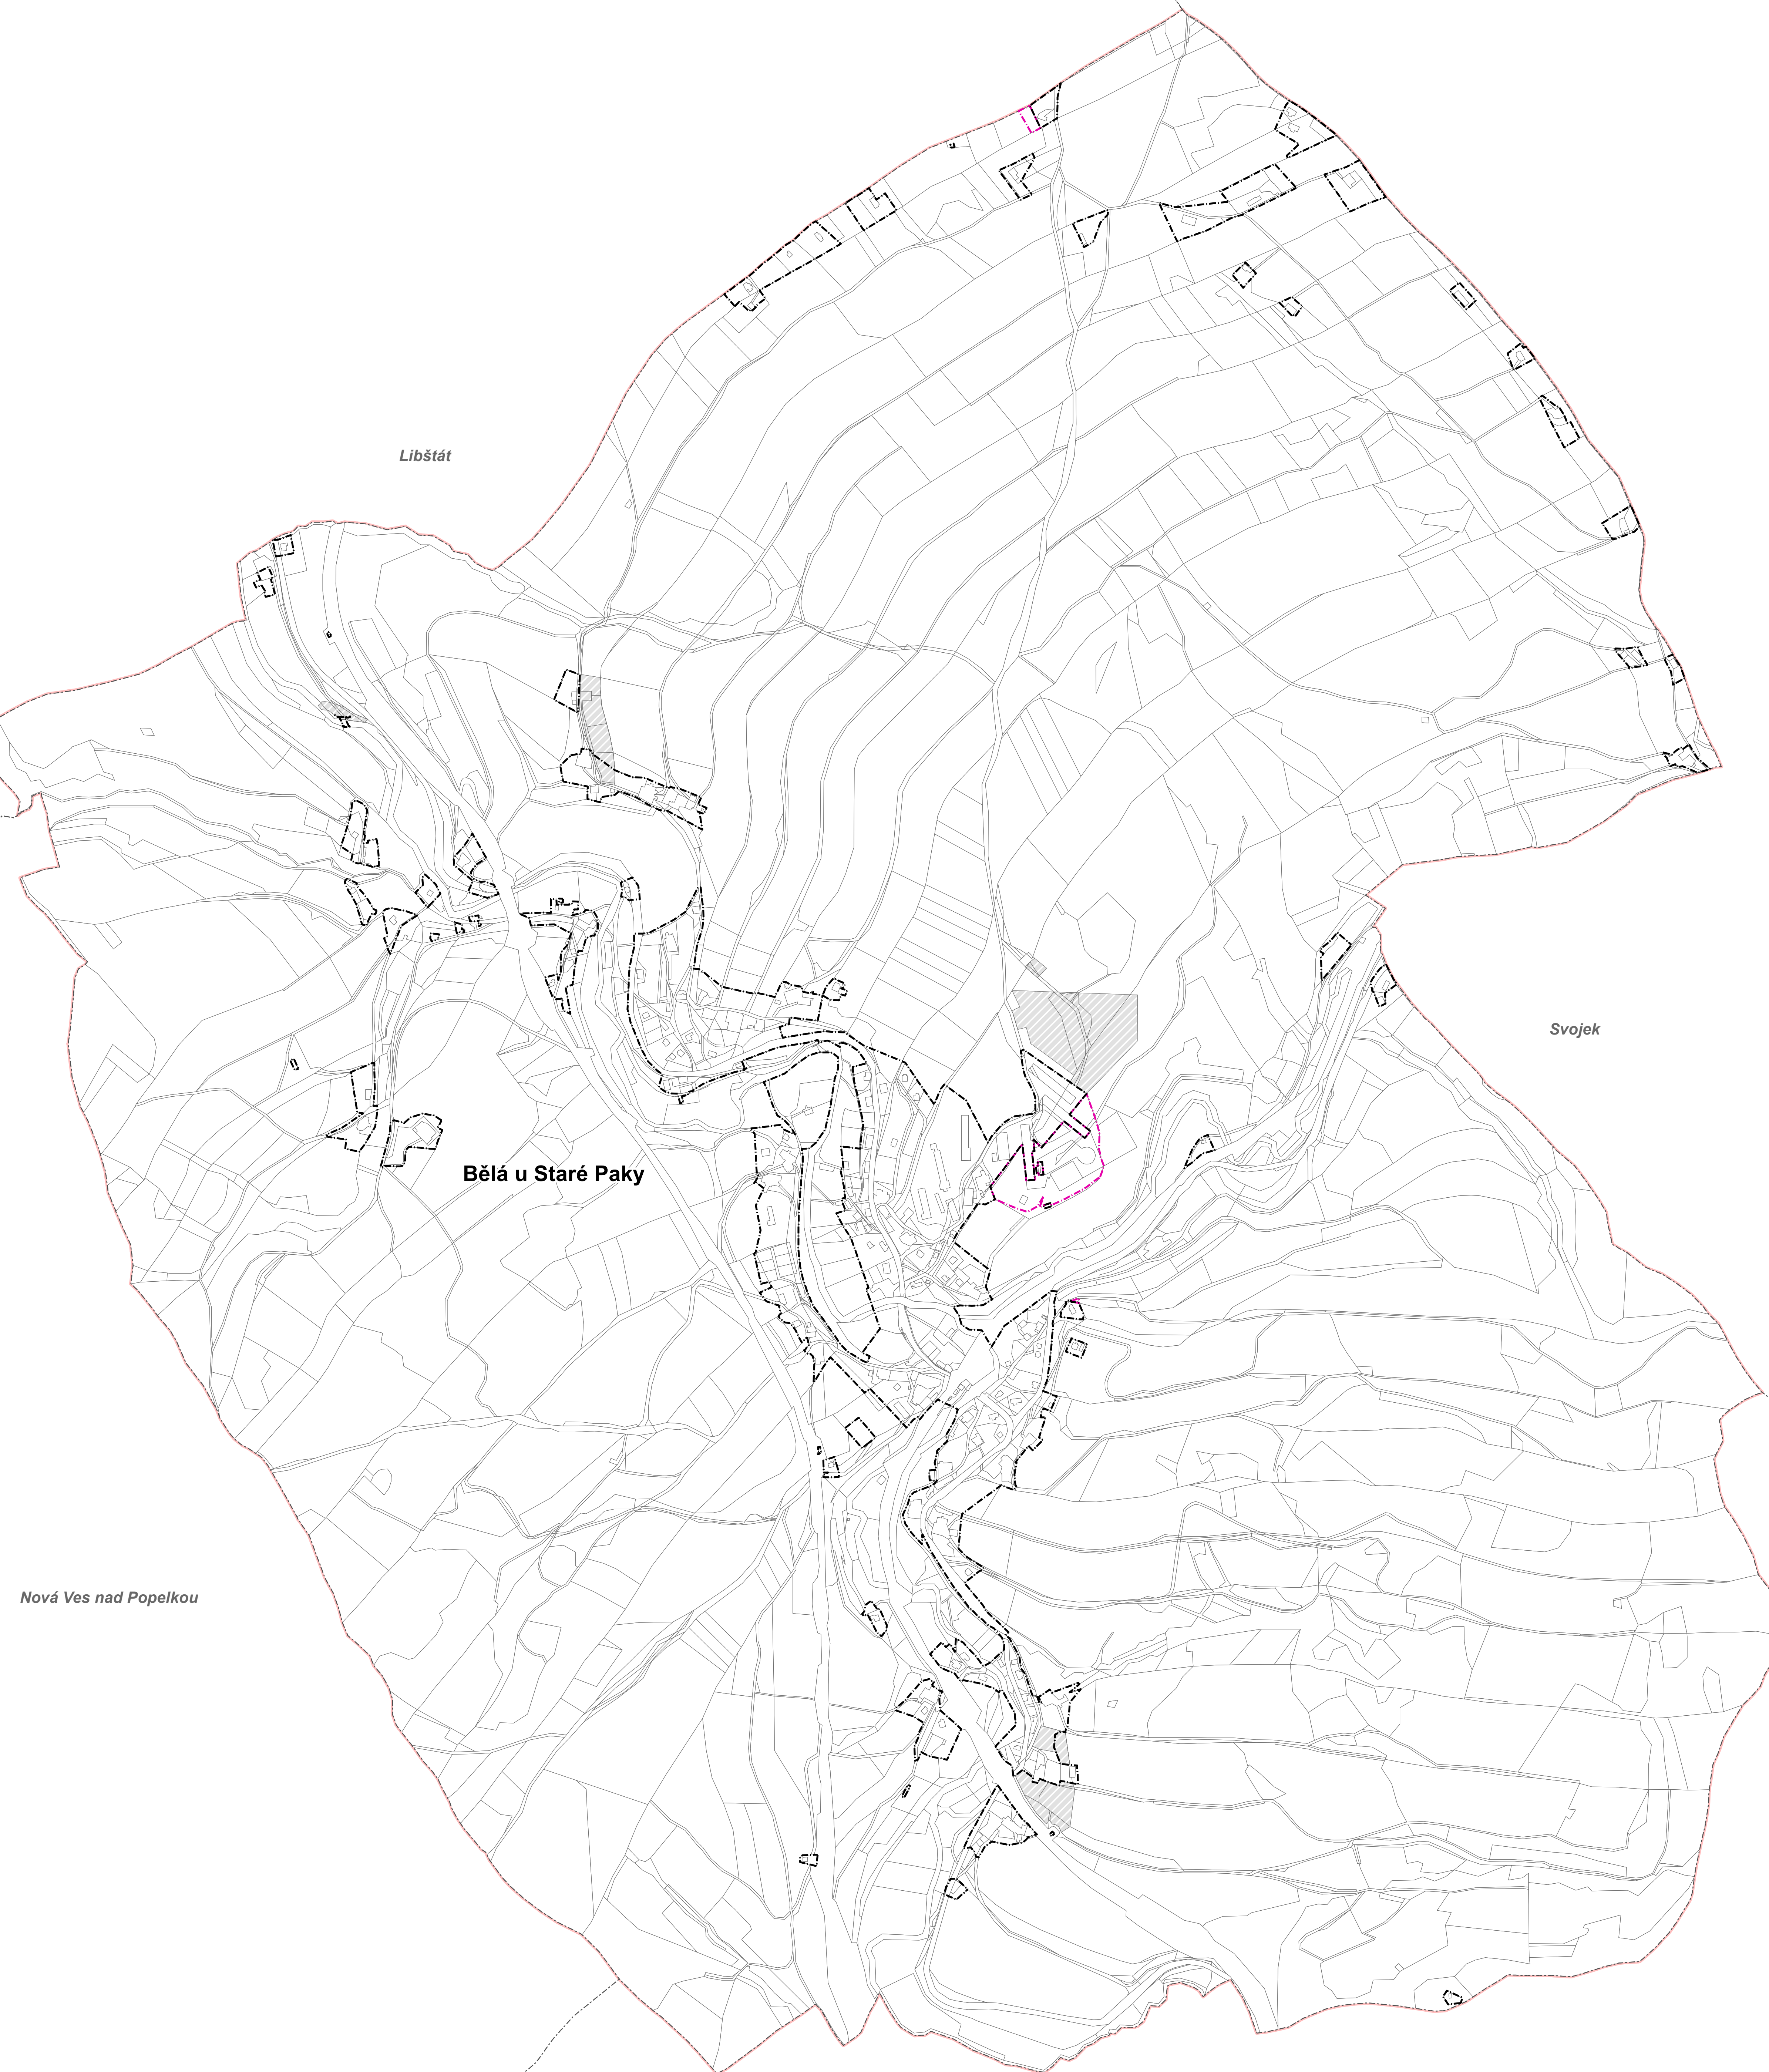 Libštát
Svojek
Bělá u Staré Paky
Nová Ves nad Popelkou